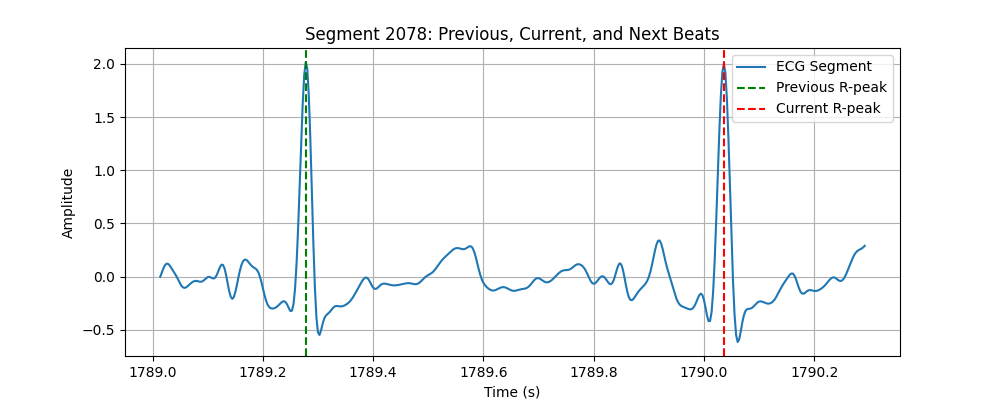 Segment 2078: Previous, Current, and Next Beats
ECG Segment
Previous R-peak
Current R-peak
Amplitude
2.0
1.5
1.0
0.5
0.0
−0.5
1789.0 1789.2 1789.4 1789.6 1789.8 1790.0 1790.2
Time (s)